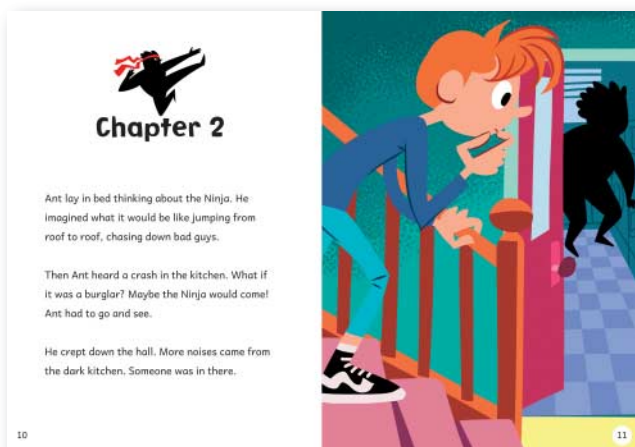 Chapter 2
Ant lay in bed thinking about the Ninja. He
imagined what it would be like jumping from
roof to roof, chasing down bad guys.
Then Ant heard a crash in the kitchen. What if
it was a burglar? Maybe the Ninja would come!
Ant had to go and see.
He crept down the hall. More noises came from
the dark kitchen. Someone was in there.
10
11